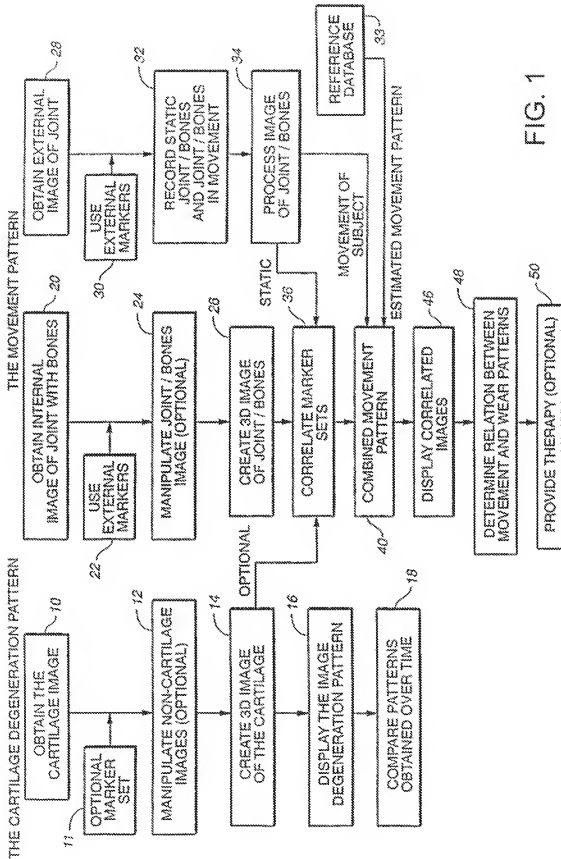 THE CARTILAGE DEGENERATION PATTERN
10
OBTAIN THE
CARTILAGE IMAGE
11
OPTIONAL
MARKER
SET
12
MANIPULATE NON-CARTILAGE
IMAGES (OPTIONAL)
14
CREATE 3D IMAGE
OF THE CARTILAGE
OPTIONAL
16
DISPLAY THE IMAGE
DEGENERATION PATTERN
18
COMPARE PATTERNS
OBTAINED OVER TIME
THE MOVEMENT PATTERN
20
OBTAIN INTERNAL
IMAGE OF JOINT WITH BONES
22
USE
EXTERNAL
MARKERS
24
MANIPULATE JOINT / BONES
IMAGE (OPTIONAL)
26
CREATE 3D IMAGE
OF JOINT / BONES
28
OBTAIN EXTERNAL
IMAGE OF JOINT
30
USE
EXTERNAL
MARKERS
32
RECORD STATIC
JOINT / BONES
AND JOINT / BONES
IN MOVEMENT
34
PROCESS IMAGE
OF JOINT / BONES
STATIC
36
CORRELATE MARKER
SETS
MOVEMENT OF
SUBJECT
REFERENCE
DATABASE
33
ESTIMATED MOVEMENT PATTERN
40
COMBINED MOVEMENT
PATTERN
46
DISPLAY CORRELATED
IMAGES
48
DETERMINE RELATION BETWEEN
MOVEMENT AND WEAR PATTERNS
50
PROVIDE THERAPY (OPTIONAL)
FIG. 1